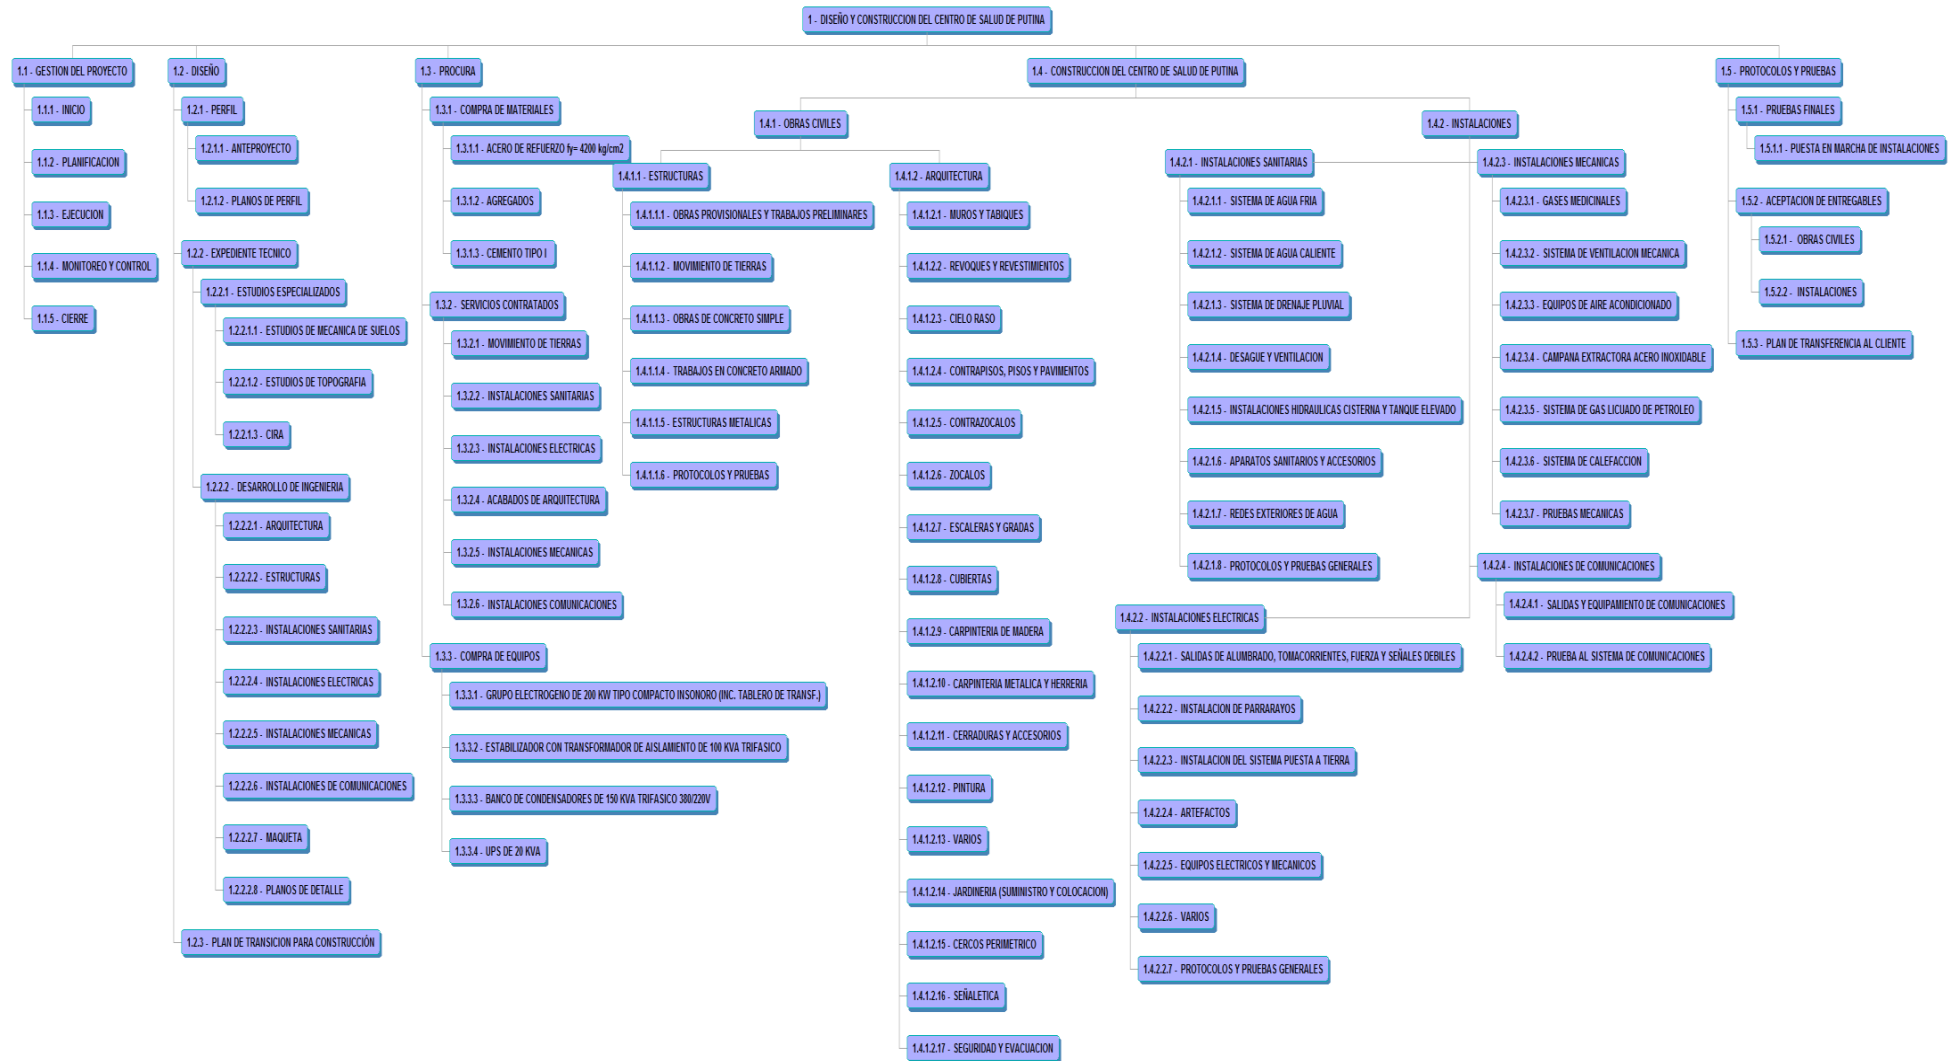 1 - DISEÑO Y CONSTRUCCION DEL CENTRO DE SALUD DE PUTINA
1.1 - GESTION DEL PROYECTO
1.1.1 - INICIO
1.1.2 - PLANIFICACION
1.1.3 - EJECUCION
1.1.4 - MONITOREO Y CONTROL
1.1.5 - CIERRE
1.2 - DISEÑO
1.2.1 - PERFIL
1.2.1.1 - ANTEPROYECTO
1.2.1.2 - PLANOS DE PERFIL
1.2.2 - EXPEDIENTE TECNICO
1.2.2.1 - ESTUDIOS ESPECIALIZADOS
1.2.2.1.1 - ESTUDIOS DE MECANICA DE SUELOS
1.2.2.1.2 - ESTUDIOS DE TOPOGRAFIA
1.2.2.1.3 - CIRA
1.2.2.2 - DESARROLLO DE INGENIERIA
1.2.2.2.1 - ARQUITECTURA
1.2.2.2.2 - ESTRUCTURAS
1.2.2.2.3 - INSTALACIONES SANITARIAS
1.2.2.2.4 - INSTALACIONES ELECTRICAS
1.2.2.2.5 - INSTALACIONES MECANICAS
1.2.2.2.6 - INSTALACIONES DE COMUNICACIONES
1.2.2.2.7 - MAQUETA
1.2.2.2.8 - PLANOS DE DETALLE
1.2.3 - PLAN DE TRANSICION PARA CONSTRUCCIÓN
1.3 - PROCURA
1.3.1 - COMPRA DE MATERIALES
1.3.1.1 - ACERO DE REFUERZO fy= 4200 kg/cm2
1.3.1.2 - AGREGADOS
1.3.1.3 - CEMENTO TIPO I
1.3.2 - SERVICIOS CONTRATADOS
1.3.2.1 - MOVIMIENTO DE TIERRAS
1.3.2.2 - INSTALACIONES SANITARIAS
1.3.2.3 - INSTALACIONES ELECTRICAS
1.3.2.4 - ACABADOS DE ARQUITECTURA
1.3.2.5 - INSTALACIONES MECANICAS
1.3.2.6 - INSTALACIONES COMUNICACIONES
1.3.3 - COMPRA DE EQUIPOS
1.3.3.1 - GRUPO ELECTROGENO DE 200 KW TIPO COMPACTO INSONORO (INC. TABLERO DE TRANSF.)
1.3.3.2 - ESTABILIZADOR CON TRANSFORMADOR DE AISLAMIENTO DE 100 KVA TRIFASICO
1.3.3.3 - BANCO DE CONDENSADORES DE 150 KVA TRIFASICO 380/220V
1.3.3.4 - UPS DE 20 KVA
1.4 - CONSTRUCCION DEL CENTRO DE SALUD DE PUTINA
1.4.1 - OBRAS CIVILES
1.4.1.1 - ESTRUCTURAS
1.4.1.1.1 - OBRAS PROVISIONALES Y TRABAJOS PRELIMINARES
1.4.1.1.2 - MOVIMIENTO DE TIERRAS
1.4.1.1.3 - OBRAS DE CONCRETO SIMPLE
1.4.1.1.4 - TRABAJOS EN CONCRETO ARMADO
1.4.1.1.5 - ESTRUCTURAS METALICAS
1.4.1.1.6 - PROTOCOLOS Y PRUEBAS
1.4.1.2 - ARQUITECTURA
1.4.1.2.1 - MUROS Y TABIQUES
1.4.1.2.2 - REVOQUES Y REVESTIMIENTOS
1.4.1.2.3 - CIELO RASO
1.4.1.2.4 - CONTRAPISOS, PISOS Y PAVIMENTOS
1.4.1.2.5 - CONTRAZOCALOS
1.4.1.2.6 - ZOCALOS
1.4.1.2.7 - ESCALERAS Y GRADAS
1.4.1.2.8 - CUBIERTAS
1.4.1.2.9 - CARPINTERIA DE MADERA
1.4.1.2.10 - CARPINTERIA METALICA Y HERRERIA
1.4.1.2.11 - CERRADURAS Y ACCESORIOS
1.4.1.2.12 - PINTURA
1.4.1.2.13 - VARIOS
1.4.1.2.14 - JARDINERIA (SUMINISTRO Y COLOCACION)
1.4.1.2.15 - CERCOS PERIMETRICO
1.4.1.2.16 - SEÑALETICA
1.4.1.2.17 - SEGURIDAD Y EVACUACION
1.4.2 - INSTALACIONES
1.4.2.1 - INSTALACIONES SANITARIAS
1.4.2.1.1 - SISTEMA DE AGUA FRIA
1.4.2.1.2 - SISTEMA DE AGUA CALIENTE
1.4.2.1.3 - SISTEMA DE DRENAJE PLUVIAL
1.4.2.1.4 - DESAGUE Y VENTILACION
1.4.2.1.5 - INSTALACIONES HIDRAULICAS CISTERNA Y TANQUE ELEVADO
1.4.2.1.6 - APARATOS SANITARIOS Y ACCESORIOS
1.4.2.1.7 - REDES EXTERIORES DE AGUA
1.4.2.1.8 - PROTOCOLOS Y PRUEBAS GENERALES
1.4.2.2 - INSTALACIONES ELECTRICAS
1.4.2.2.1 - SALIDAS DE ALUMBRADO, TOMACORRIENTES, FUERZA Y SEÑALES DEBILES
1.4.2.2.2 - INSTALACION DE PARRARAYOS
1.4.2.2.3 - INSTALACION DEL SISTEMA PUESTA A TIERRA
1.4.2.2.4 - ARTEFACTOS
1.4.2.2.5 - EQUIPOS ELECTRICOS Y MECANICOS
1.4.2.2.6 - VARIOS
1.4.2.2.7 - PROTOCOLOS Y PRUEBAS GENERALES
1.4.2.3 - INSTALACIONES MECANICAS
1.4.2.3.1 - GASES MEDICINALES
1.4.2.3.2 - SISTEMA DE VENTILACION MECANICA
1.4.2.3.3 - EQUIPOS DE AIRE ACONDICIONADO
1.4.2.3.4 - CAMPANA EXTRACTORA ACERO INOXIDABLE
1.4.2.3.5 - SISTEMA DE GAS LICUADO DE PETROLEO
1.4.2.3.6 - SISTEMA DE CALEFACCION
1.4.2.3.7 - PRUEBAS MECANICAS
1.4.2.4 - INSTALACIONES DE COMUNICACIONES
1.4.2.4.1 - SALIDAS Y EQUIPAMIENTO DE COMUNICACIONES
1.4.2.4.2 - PRUEBA AL SISTEMA DE COMUNICACIONES
1.5 - PROTOCOLOS Y PRUEBAS
1.5.1 - PRUEBAS FINALES
1.5.1.1 - PUESTA EN MARCHA DE INSTALACIONES
1.5.2 - ACEPTACION DE ENTREGABLES
1.5.2.1 - OBRAS CIVILES
1.5.2.2 - INSTALACIONES
1.5.3 - PLAN DE TRANSFERENCIA AL CLIENTE